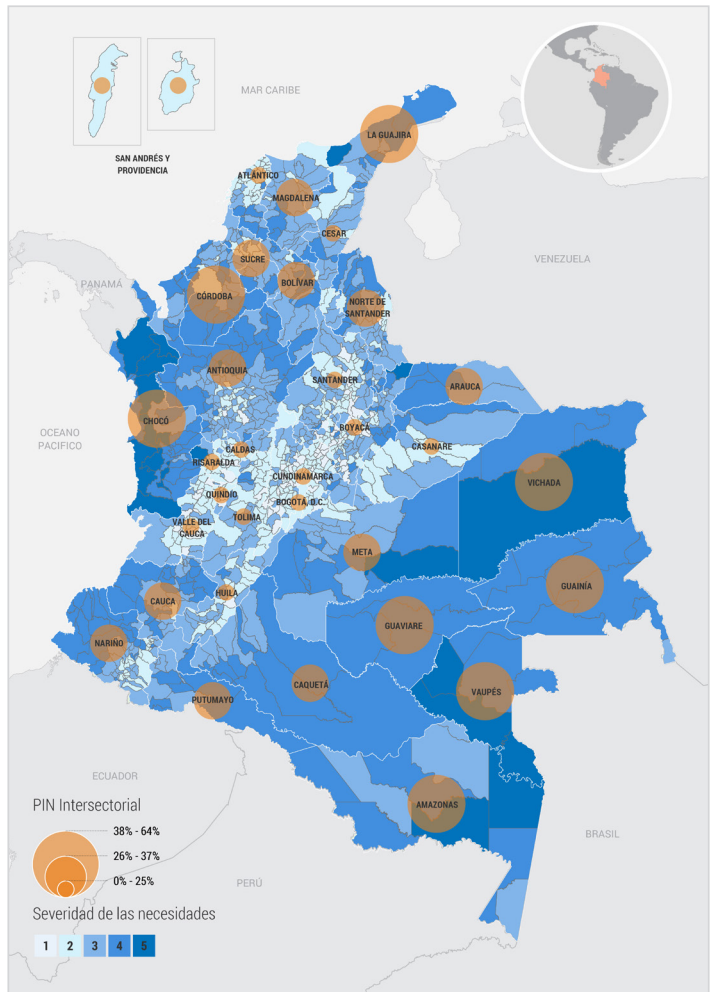 MAR CARIBE
LA GUAJIRA
SAN ANDRÉS Y
PROVIDENCIA
ATLÁNTICO
MAGDALENA
CESAR
SUCRE
VENEZUELA
PANAMÁ
BOLÍVAR
CÓRDOBA
NORTE DE
SANTANDER
ANTIOQUIA
SANTANDER
ARAUCA
CHOCÓ
BOYACÁ
OCEANO
PACIFICO
CALDAS
CASANARE
RISARALDA
CUNDINAMARCA
VICHADA
QUINDÍO
BOGOTÁ, D.C.
TOLIMA
VALLE DEL
CAUCA
META
GUAINÍA
HUILA
CAUCA
GUAVIARE
NARIÑO
CAQUETÁ
VAUPÉS
PUTUMAYO
ECUADOR
AMAZONAS
BRASIL
PERÚ
PIN Intersectorial
38% - 64%
26% - 37%
0% - 25%
Severidad de las necesidades
1 2 3 4 5